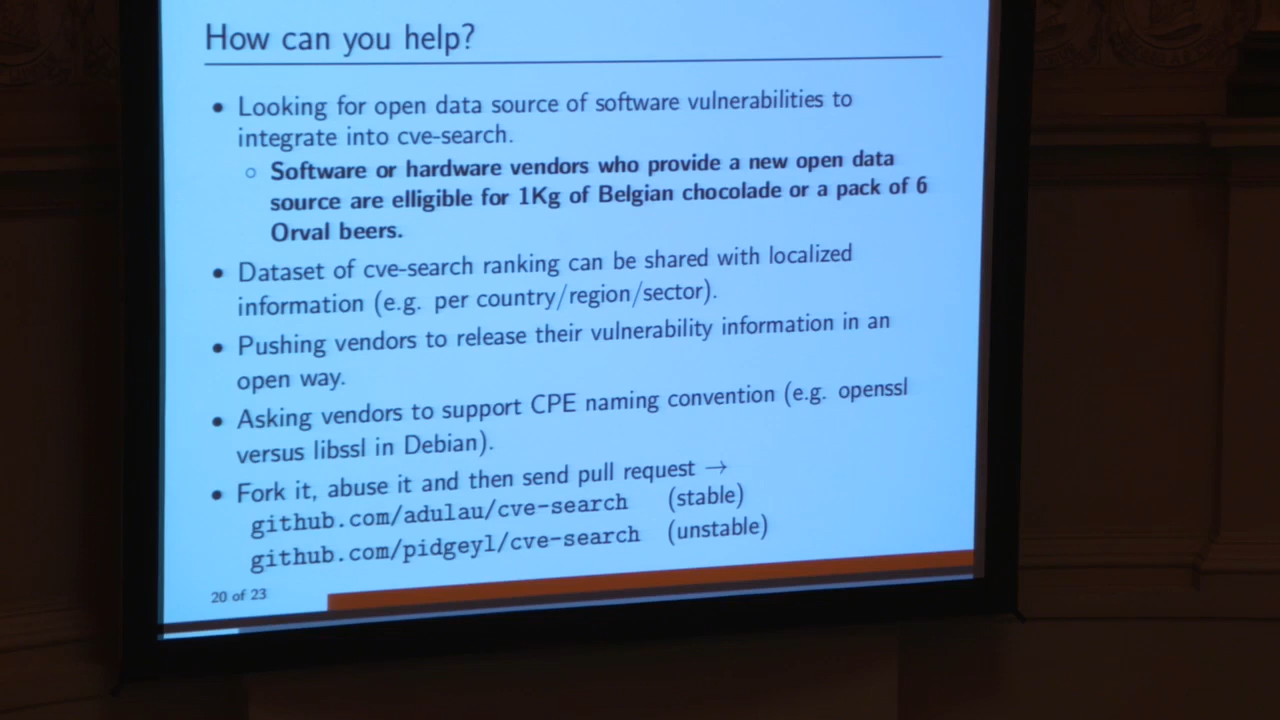 How can you help?
• Looking for open data source of software vulnerabilities to
integrate into cve-search.
○ Software or hardware vendors who provide a new open data
source are elligible for 1Kg of Belgian chocolade or a pack of 6
Orval beers.
• Dataset of cve-search ranking can be shared with localized
information (e.g. per country/region/sector).
• Pushing vendors to release their vulnerability information in an
open way.
• Asking vendors to support CPE naming convention (e.g. openssl
versus libssl in Debian).
• Fork it, abuse it and then send pull request →
github.com/adulau/cve-search (stable)
github.com/pidgeyl/cve-search (unstable)
20 of 23